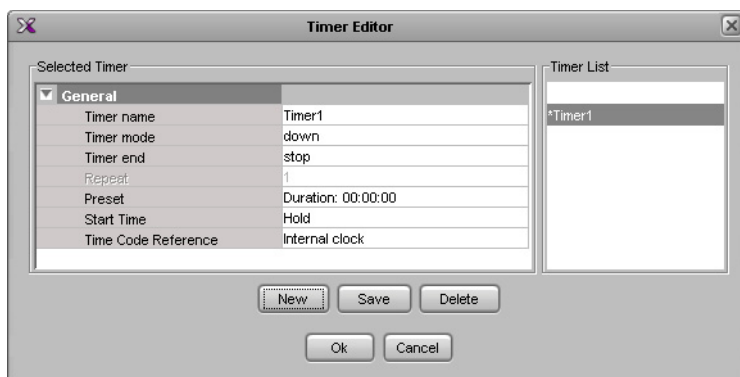 Timer Editor
Selected Timer
General
Timer name Timer1
Timer mode down
Timer end stop
Repeat 1
Preset Duration: 00:00:00
Start Time Hold
Time Code Reference Internal clock
Timer List
*Timer1
New Save Delete
Ok Cancel